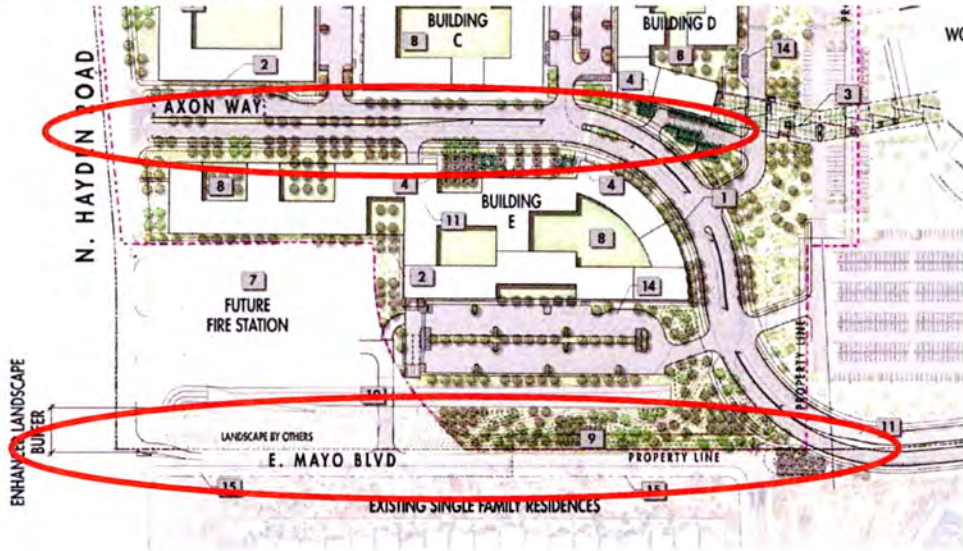 BUILDING
C
BUILDING D
8
8
14
WO
2
4
3
AXON WAY
N. HAYDEN ROAD
8
4
4
1
BUILDING
E
11
8
7
2
14
FUTURE
FIRE STATION
PROPERTY LINE
10
ENHANCED LANDSCAPE
BUFFER
LANDSCAPE BY OTHERS
9
11
E. MAYO BLVD
PROPERTY LINE
15
15
EXISTING SINGLE FAMILY RESIDENCES